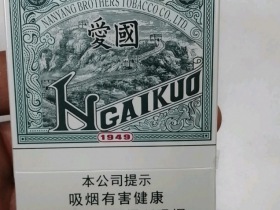 NANYANG BROTHERS TOBACCO CO., LTD.
愛國
NGAIKUO
1949
本公司提示
吸烟有害健康